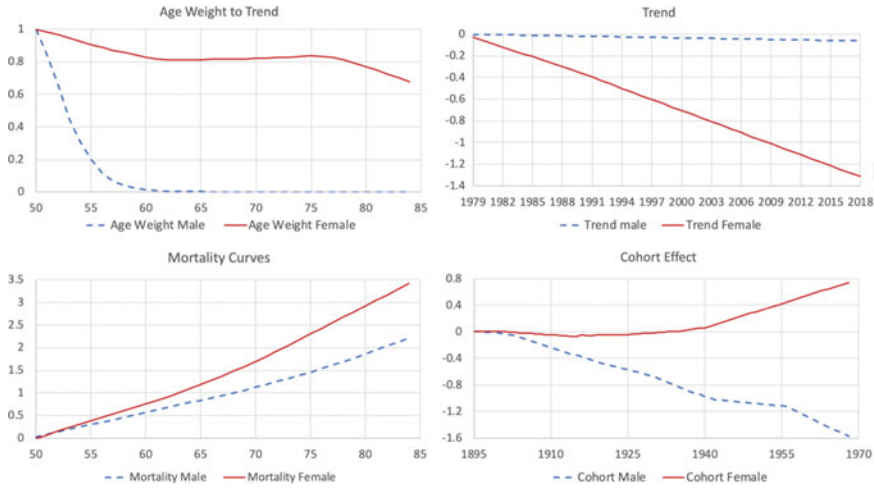 Age Weight to Trend
1
0.8
0.6
0.4
0.2
0
50 55 60 65 70 75 80 85
Age Weight Male Age Weight Female
Trend
0
-0.2
-0.4
-0.6
-0.8
-1
-1.2
-1.4
1979 1982 1985 1988 1991 1994 1997 2000 2003 2006 2009 2012 2015 2018
Trend male Trend Female
Mortality Curves
3.5
3
2.5
2
1.5
1
0.5
0
50 55 60 65 70 75 80 85
Mortality Male Mortality Female
Cohort Effect
0.8
0.4
0
-0.4
-0.8
-1.2
-1.6
1895 1910 1925 1940 1955 1970
Cohort Male Cohort Female